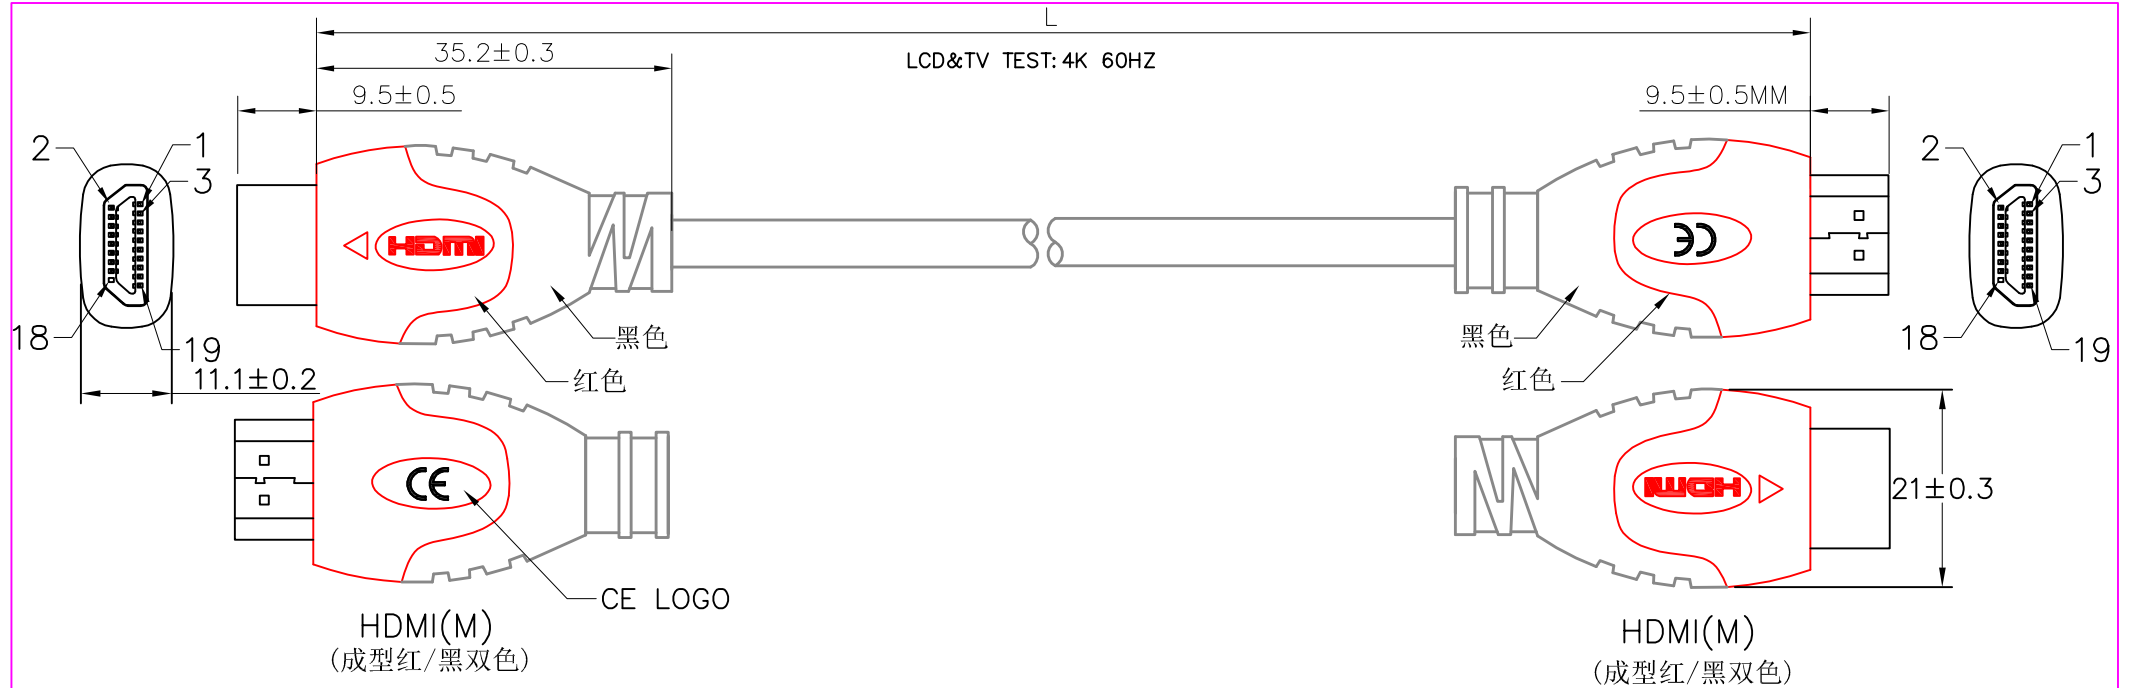 L
35.2±0.3
LCD&TV TEST: 4K 60HZ
9.5±0.5
9.5±0.5MM
2
1
3
2
1
3
HDMI
CE
18
19
黑色
红色
黑色
红色
18
19
11.1±0.2
CE
HDMI
21±0.3
CE LOGO
HDMI(M)
(成型红/黑双色)
HDMI(M)
(成型红/黑双色)